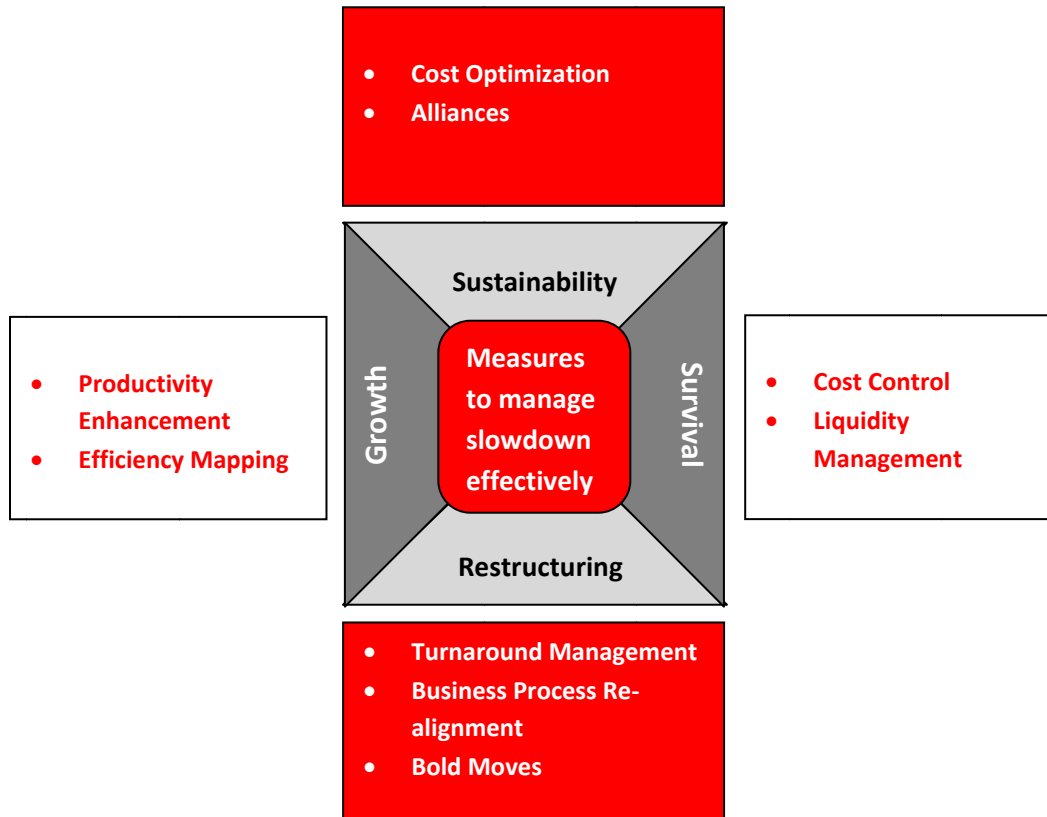 • Cost Optimization
• Alliances
Sustainability
• Productivity
Enhancement
• Efficiency Mapping
Growth
Measures
to manage
slowdown
effectively
Survival
• Cost Control
• Liquidity
Management
Restructuring
• Turnaround Management
• Business Process Re-
alignment
• Bold Moves